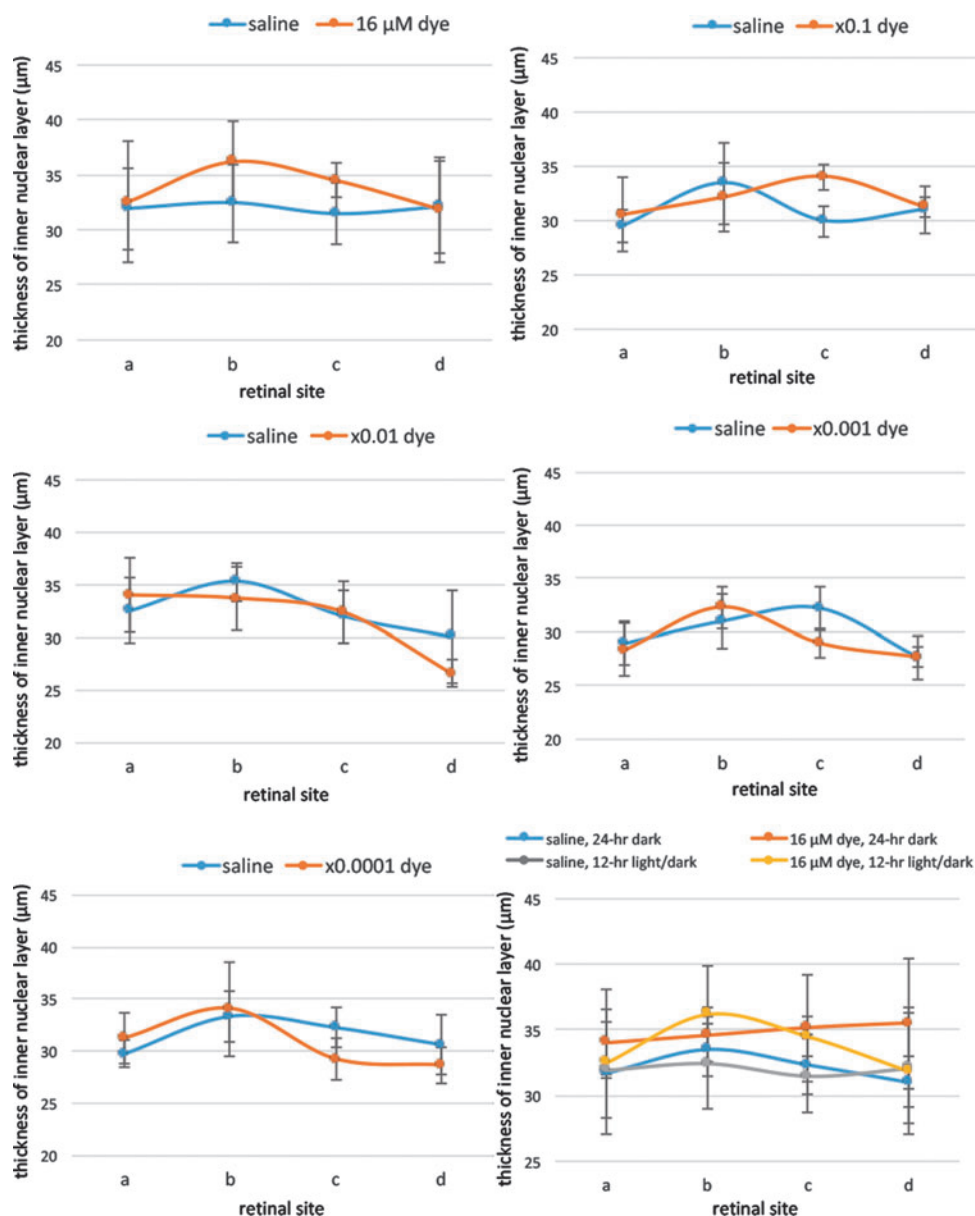 saline 16 µM dye
thickness of inner nuclear layer (µm)
45
40
35
30
25
20
a b c d
retinal site
saline x0.1 dye
thickness of inner nuclear layer (µm)
45
40
35
30
25
20
a b c d
retinal site
saline x0.01 dye
thickness of inner nuclear layer (µm)
45
40
35
30
25
20
a b c d
retinal site
saline x0.001 dye
thickness of inner nuclear layer (µm)
45
40
35
30
25
20
a b c d
retinal site
saline x0.0001 dye
thickness of inner nuclear layer (µm)
45
40
35
30
25
20
a b c d
retinal site
saline, 24-hr dark 16 µM dye, 24-hr dark
saline, 12-hr light/dark 16 µM dye, 12-hr light/dark
thickness of inner nuclear layer (µm)
45
40
35
30
25
a b c d
retinal site